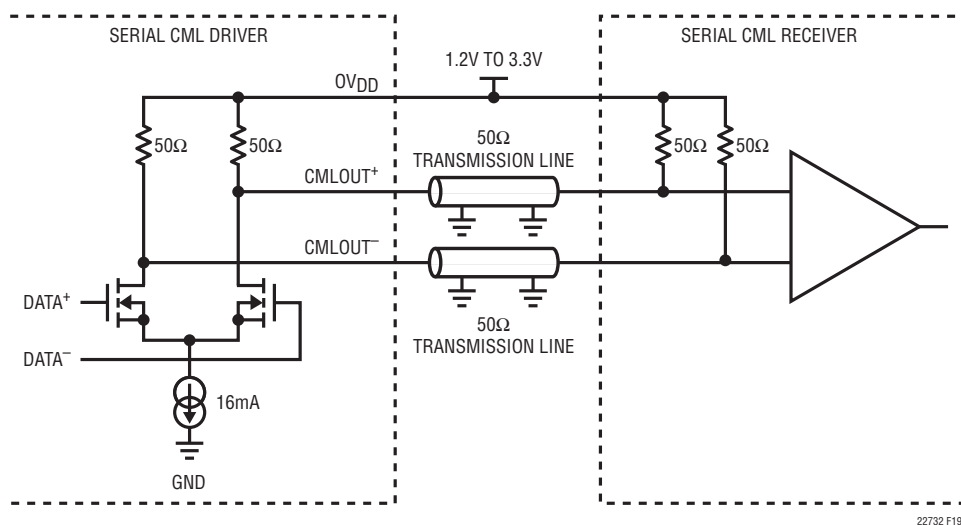 SERIAL CML DRIVER
SERIAL CML RECEIVER
1.2V TO 3.3V
OVDD
50Ω
50Ω
50Ω
TRANSMISSION LINE
50Ω
50Ω
CMLOUT+
CMLOUT−
DATA+
DATA−
50Ω
TRANSMISSION LINE
16mA
GND
22732 F19